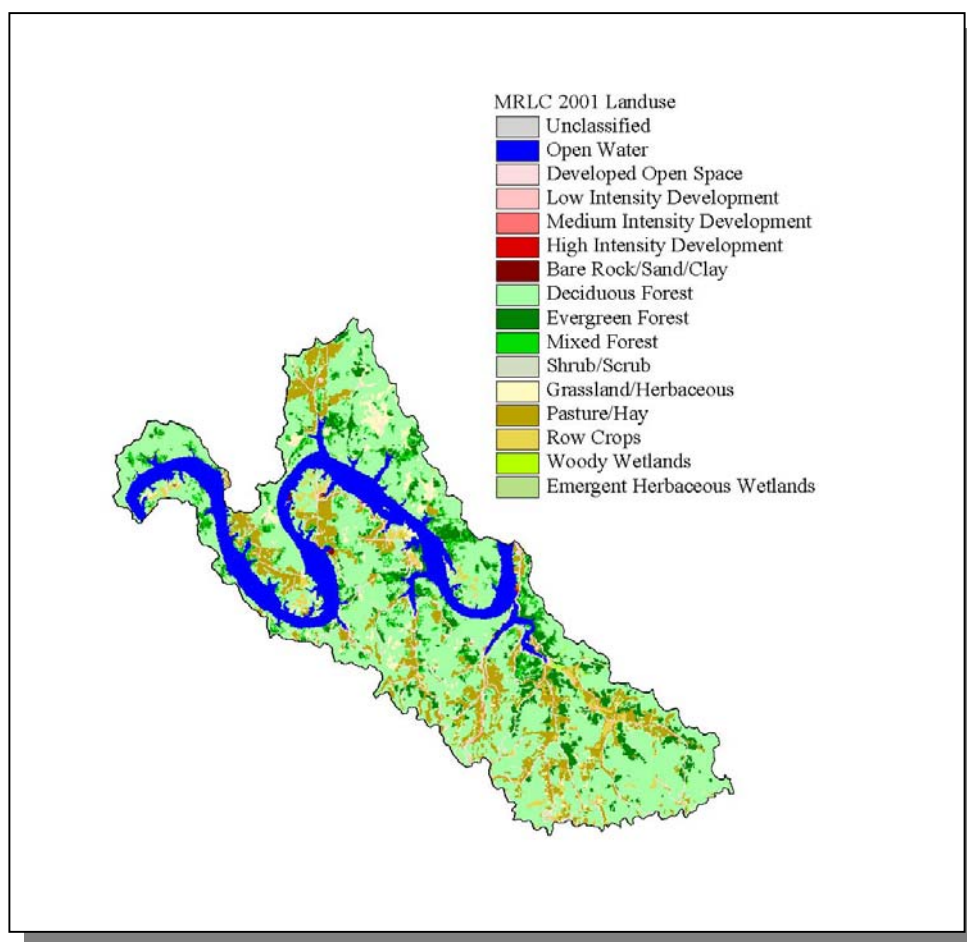 MRLC 2001 Landuse
Unclassified
Open Water
Developed Open Space
Low Intensity Development
Medium Intensity Development
High Intensity Development
Bare Rock/Sand/Clay
Deciduous Forest
Evergreen Forest
Mixed Forest
Shrub/Scrub
Grassland/Herbaceous
Pasture/Hay
Row Crops
Woody Wetlands
Emergent Herbaceous Wetlands